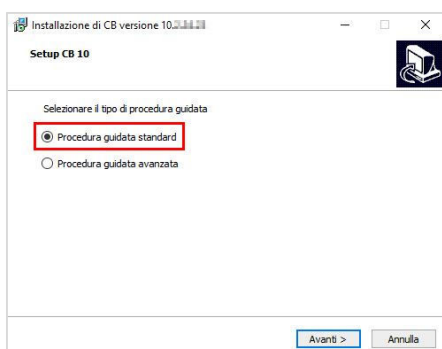 Installazione di CB versione 10.
Setup CB 10
Selezionare il tipo di procedura guidata
Procedura guidata standard
Procedura guidata avanzata
Avanti >
Annulla